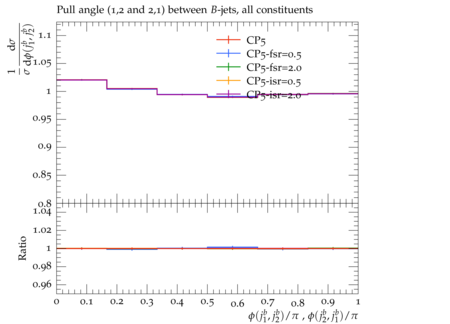 Pull angle (1,2 and 2,1) between B-jets, all constituents
1/σ dσ/dϕ(j₁ᵇ, j₂ᵇ)
1.1
1.05
1
0.95
0.9
0.85
0.8
CP5
CP5-fsr=0.5
CP5-fsr=2.0
CP5-isr=0.5
CP5-isr=2.0
Ratio
1.04
1.02
1
0.98
0.96
0 0.1 0.2 0.3 0.4 0.5 0.6 0.7 0.8 0.9 1
ϕ(j₁ᵇ, j₂ᵇ)/π , ϕ(j₂ᵇ, j₁ᵇ)/π